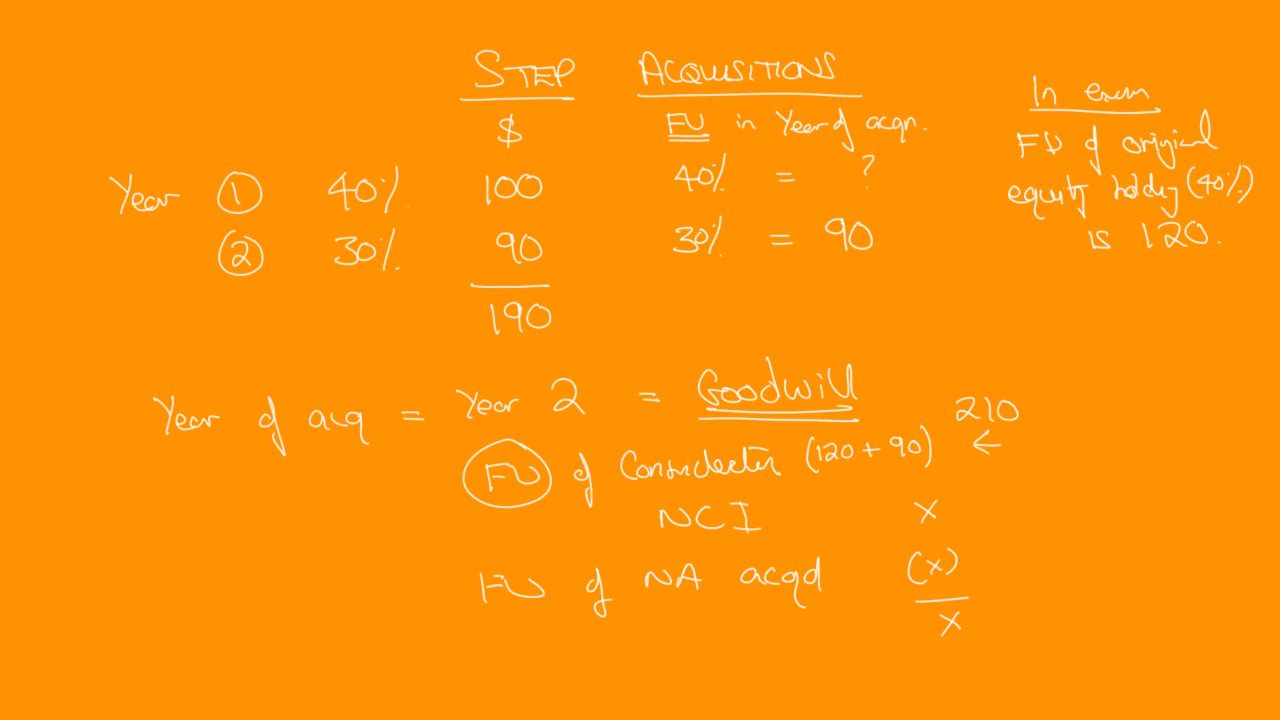 STEP ACQUISITIONS
$ FV in Year of acqn.
Year ① 40% 100 40% = ?
② 30% 90 30% = 90
190
In exam
FV of original
equity holding (40%)
is 120.
Year of acq = Year 2 = Goodwill
FV of Consideration (120 + 90) 210
←
NCI x
FV of NA acqd (x)
x